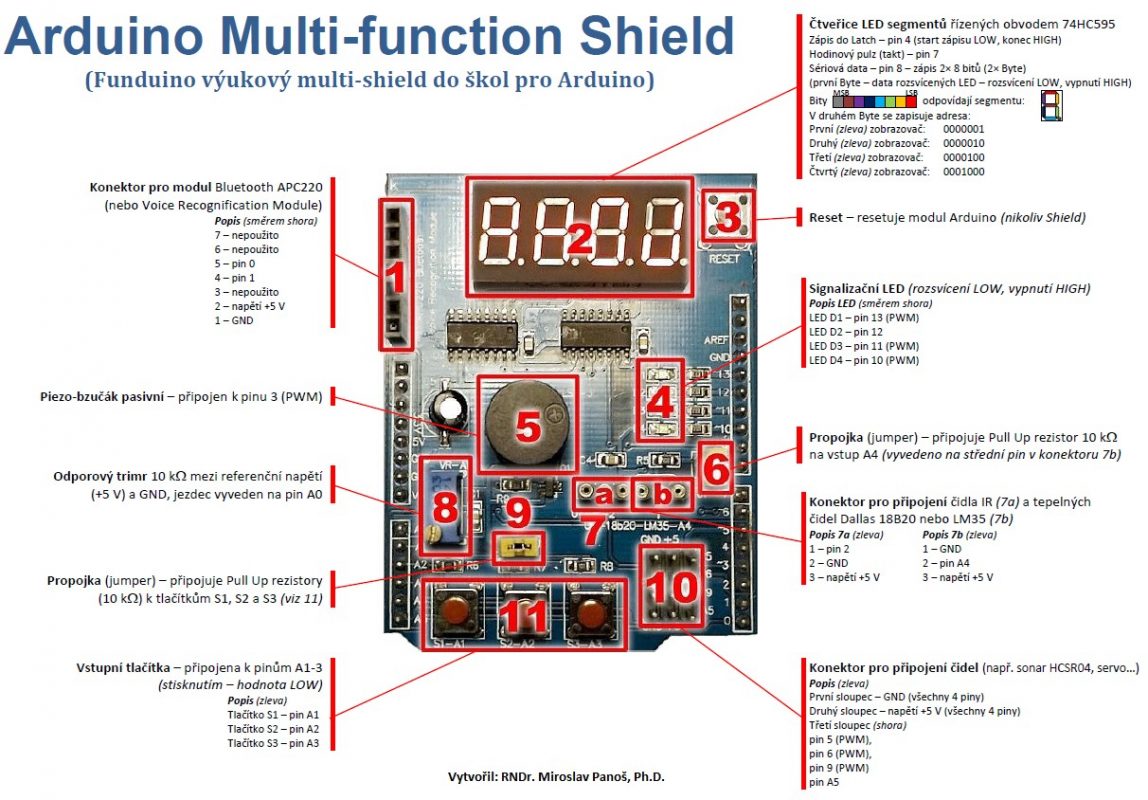 Arduino Multi-function Shield
(Funduino výukový multi-shield do škol pro Arduino)
Čtveřice LED segmentů řízených obvodem 74HC595
Zápis do Latch – pin 4 (start zápisu LOW, konec HIGH)
Hodinový pulz (takt) – pin 7
Sériová data – pin 8 – zápis 2× 8 bitů (2× Byte)
(první Byte – data rozsvícených LED – rozsvícení LOW, vypnutí HIGH)
MSB LSB
Bity odpovídají segmentu:
V druhém Byte se zapisuje adresa:
První (zleva) zobrazovač: 0000001
Druhý (zleva) zobrazovač: 0000010
Třetí (zleva) zobrazovač: 0000100
Čtvrtý (zleva) zobrazovač: 0001000
Konektor pro modul Bluetooth APC220
(nebo Voice Recognification Module)
Popis (směrem shora)
7 – nepoužito
6 – nepoužito
5 – pin 0
4 – pin 1
3 – nepoužito
2 – napětí +5 V
1 – GND
Reset – resetuje modul Arduino (nikoliv Shield)
Signalizační LED (rozsvícení LOW, vypnutí HIGH)
Popis LED (směrem shora)
LED D1 – pin 13 (PWM)
LED D2 – pin 12
LED D3 – pin 11 (PWM)
LED D4 – pin 10 (PWM)
Piezo-bzučák pasivní – připojen k pinu 3 (PWM)
Propojka (jumper) – připojuje Pull Up rezistor 10 kΩ
na vstup A4 (vyvedeno na střední pin v konektoru 7b)
Odporový trimr 10 kΩ mezi referenční napětí
(+5 V) a GND, jezdec vyveden na pin A0
Konektor pro připojení čidla IR (7a) a tepelných
čidel Dallas 18B20 nebo LM35 (7b)
Popis 7a (zleva) Popis 7b (zleva)
1 – pin 2 1 – GND
2 – GND 2 – pin A4
3 – napětí +5 V 3 – napětí +5 V
Propojka (jumper) – připojuje Pull Up rezistory
(10 kΩ) k tlačítkům S1, S2 a S3 (viz 11)
Vstupní tlačítka – připojena k pinům A1-3
(stisknutím – hodnota LOW)
Popis (zleva)
Tlačítko S1 – pin A1
Tlačítko S2 – pin A2
Tlačítko S3 – pin A3
Konektor pro připojení čidel (např. sonar HCSR04, servo...)
Popis (zleva)
První sloupec – GND (všechny 4 piny)
Druhý sloupec – napětí +5 V (všechny 4 piny)
Třetí sloupec (shora)
pin 5 (PWM),
pin 6 (PWM),
pin 9 (PWM)
pin A5
1
2
3
RESET
AREF
GND
13
12
11
10
4
5
6
C4
R5
a
b
7
18b20-LM35-A4
GND +5
VR-A
8
9
10
A2
R6
R8
11
S1-A1
S2-A2
S3-A3
Vytvořil: RNDr. Miroslav Panoš, Ph.D.